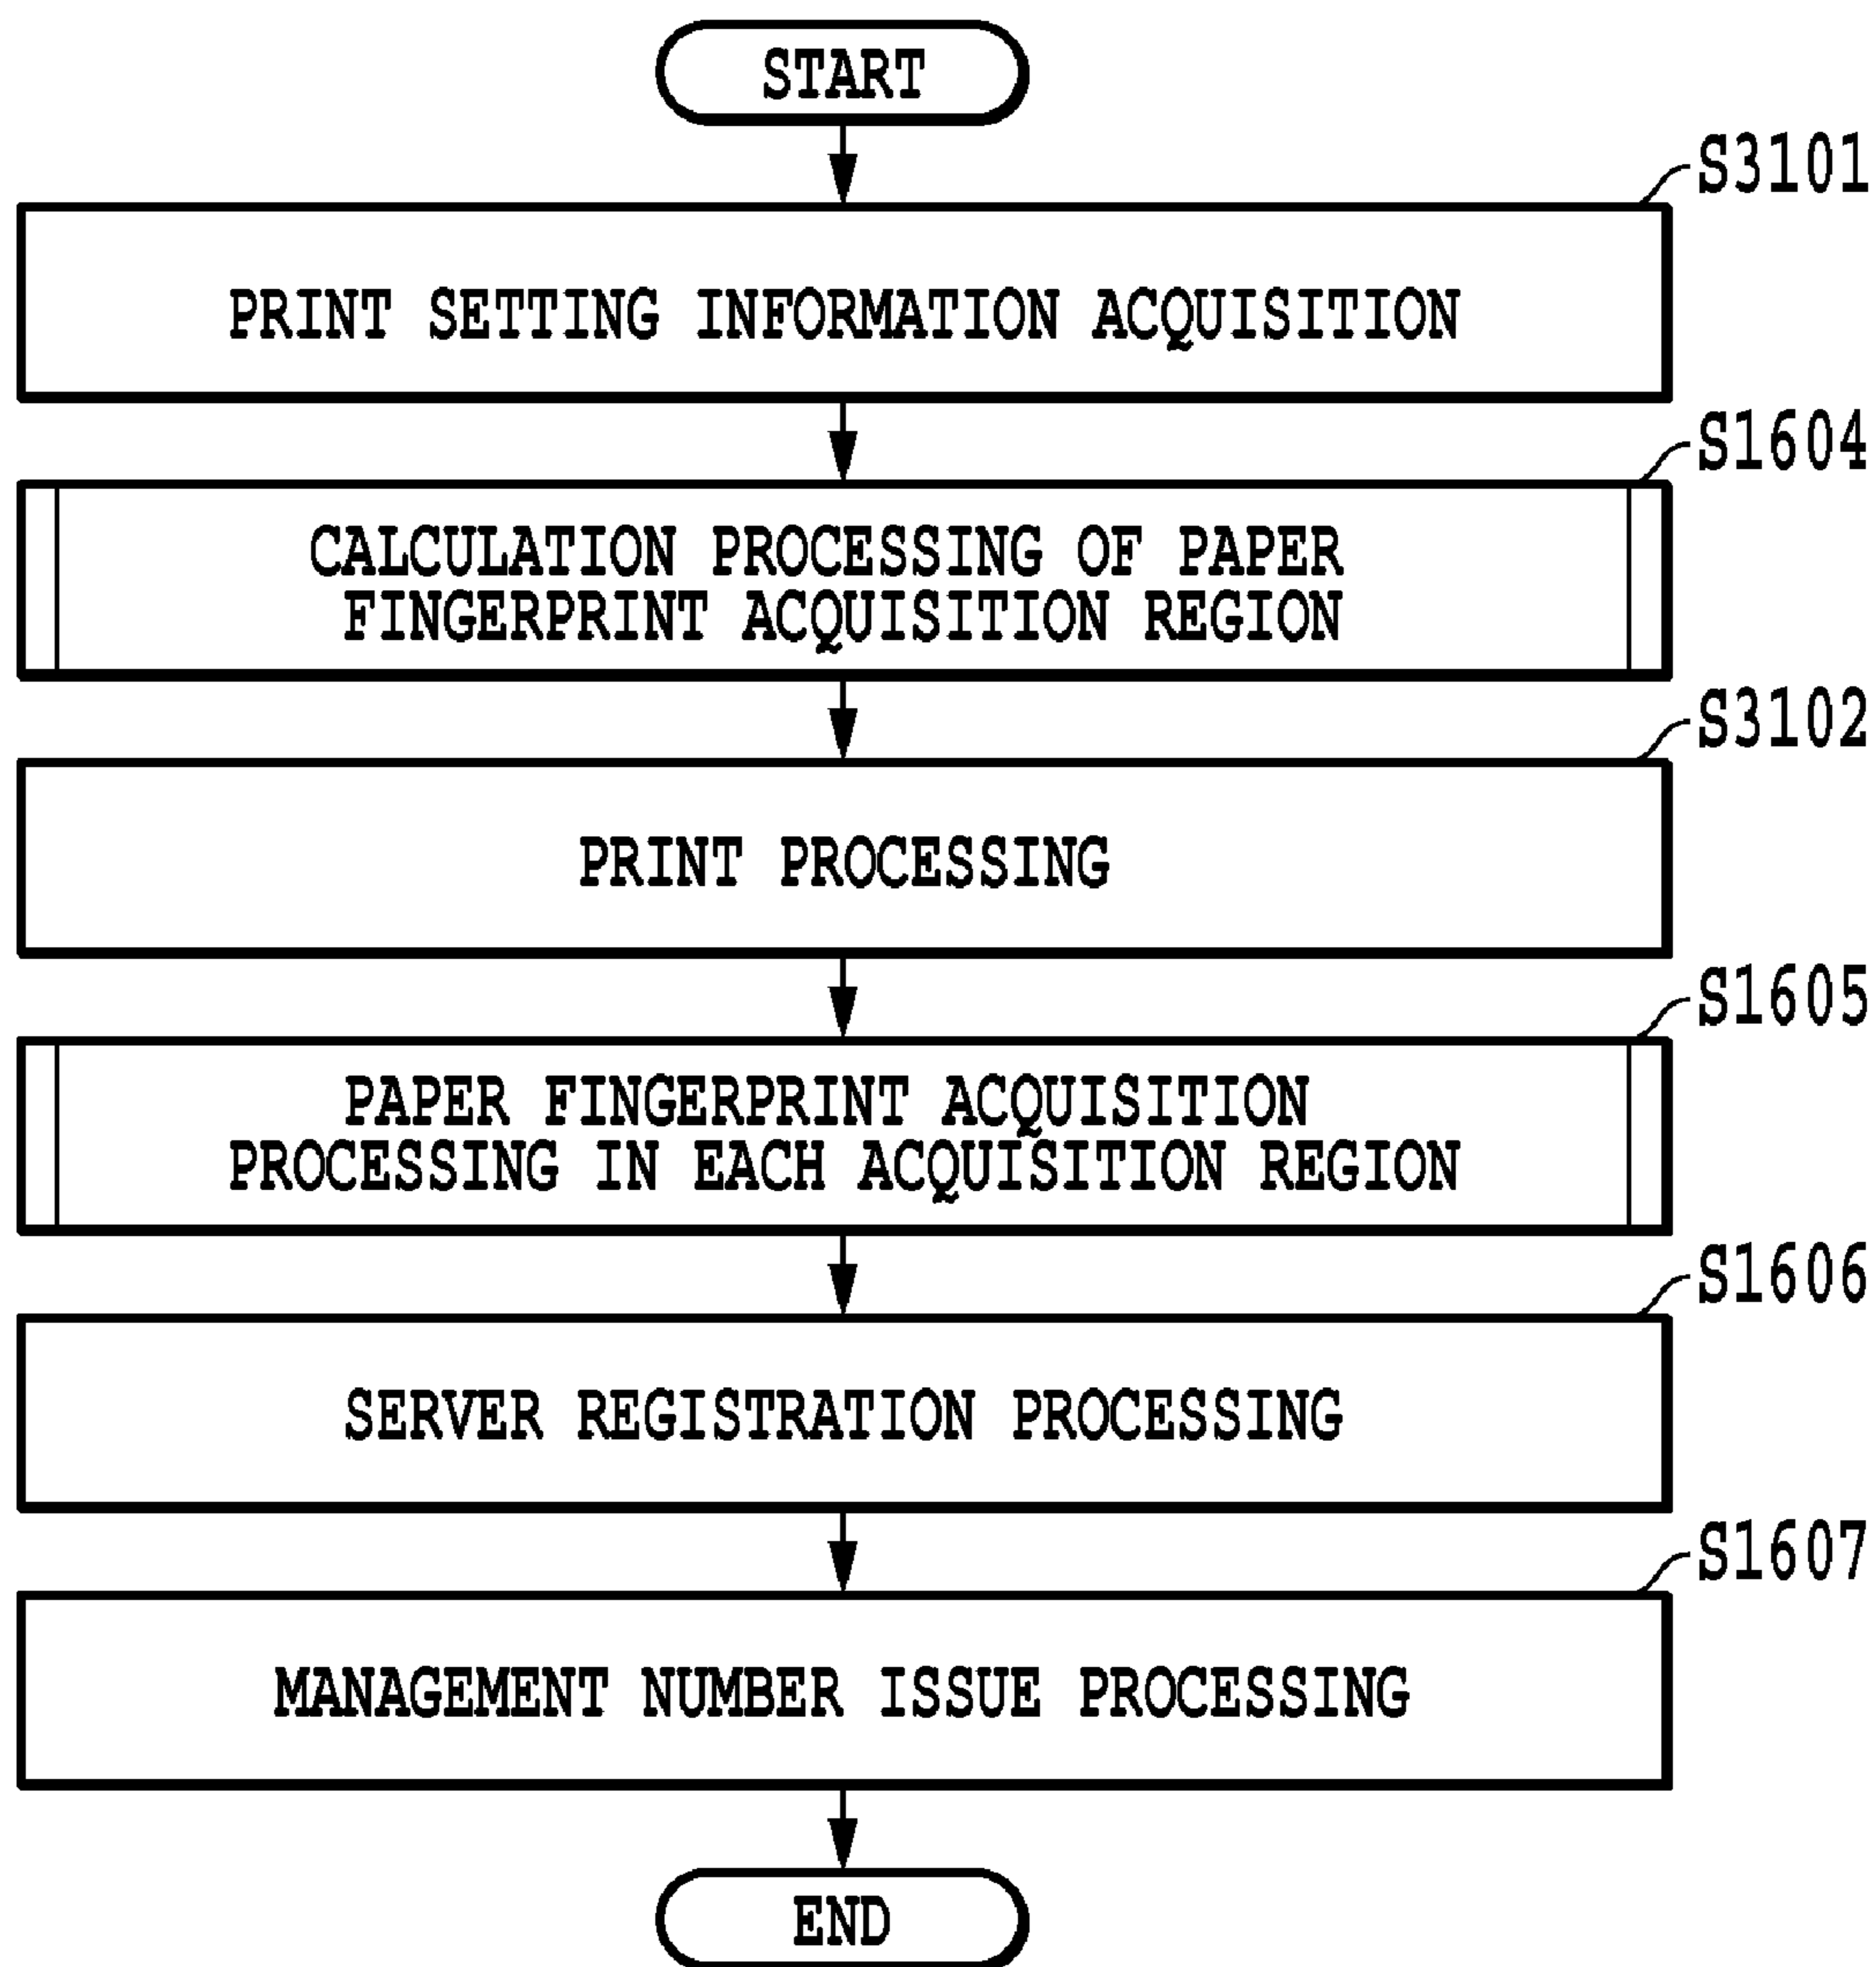 START
S3101
PRINT SETTING INFORMATION ACQUISITION
S1604
CALCULATION PROCESSING OF PAPER
FINGERPRINT ACQUISITION REGION
S3102
PRINT PROCESSING
S1605
PAPER FINGERPRINT ACQUISITION
PROCESSING IN EACH ACQUISITION REGION
S1606
SERVER REGISTRATION PROCESSING
S1607
MANAGEMENT NUMBER ISSUE PROCESSING
END